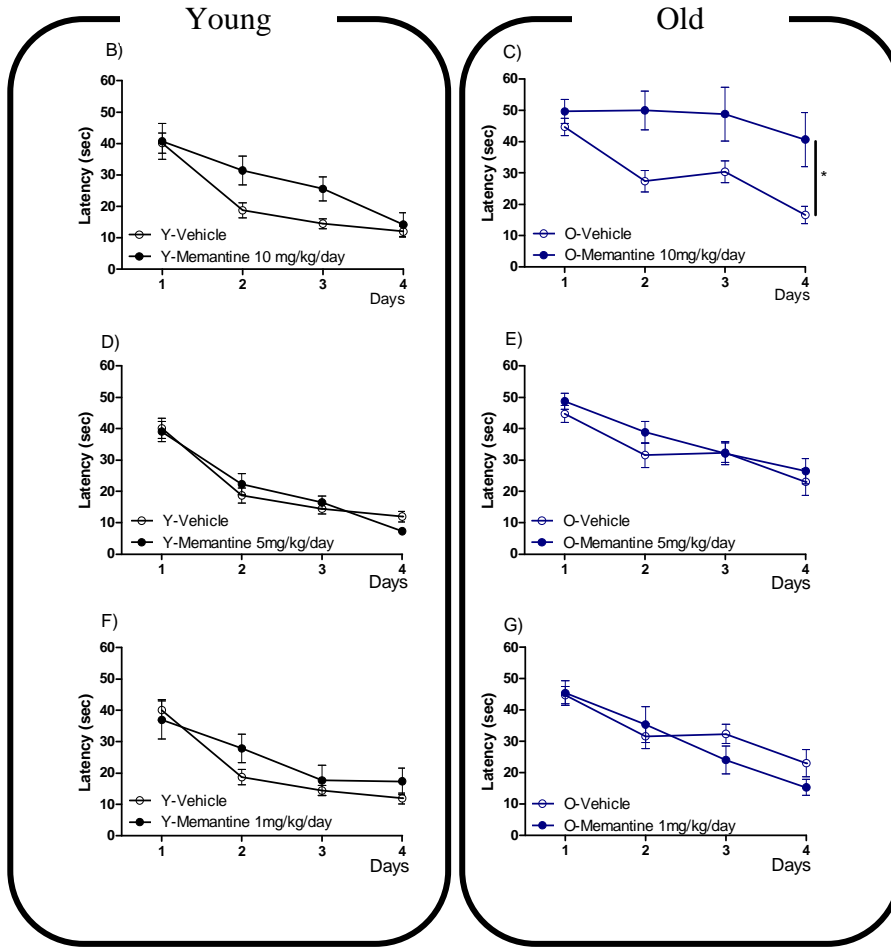 Young
Old
B)
60
50
40
30
20
10
0
Latency (sec)
Y-Vehicle
Y-Memantine 10 mg/kg/day
1 2 3 4
Days
C)
60
50
40
30
20
10
0
Latency (sec)
*
O-Vehicle
O-Memantine 10mg/kg/day
1 2 3 4
Days
D)
60
50
40
30
20
10
0
Latency (sec)
Y-Vehicle
Y-Memantine 5mg/kg/day
1 2 3 4
Days
E)
60
50
40
30
20
10
0
Latency (sec)
O-Vehicle
O-Memantine 5mg/kg/day
1 2 3 4
Days
F)
60
50
40
30
20
10
0
Latency (sec)
Y-Vehicle
Y-Memantine 1mg/kg/day
1 2 3 4
Days
G)
60
50
40
30
20
10
0
Latency (sec)
O-Vehicle
O-Memantine 1mg/kg/day
1 2 3 4
Days